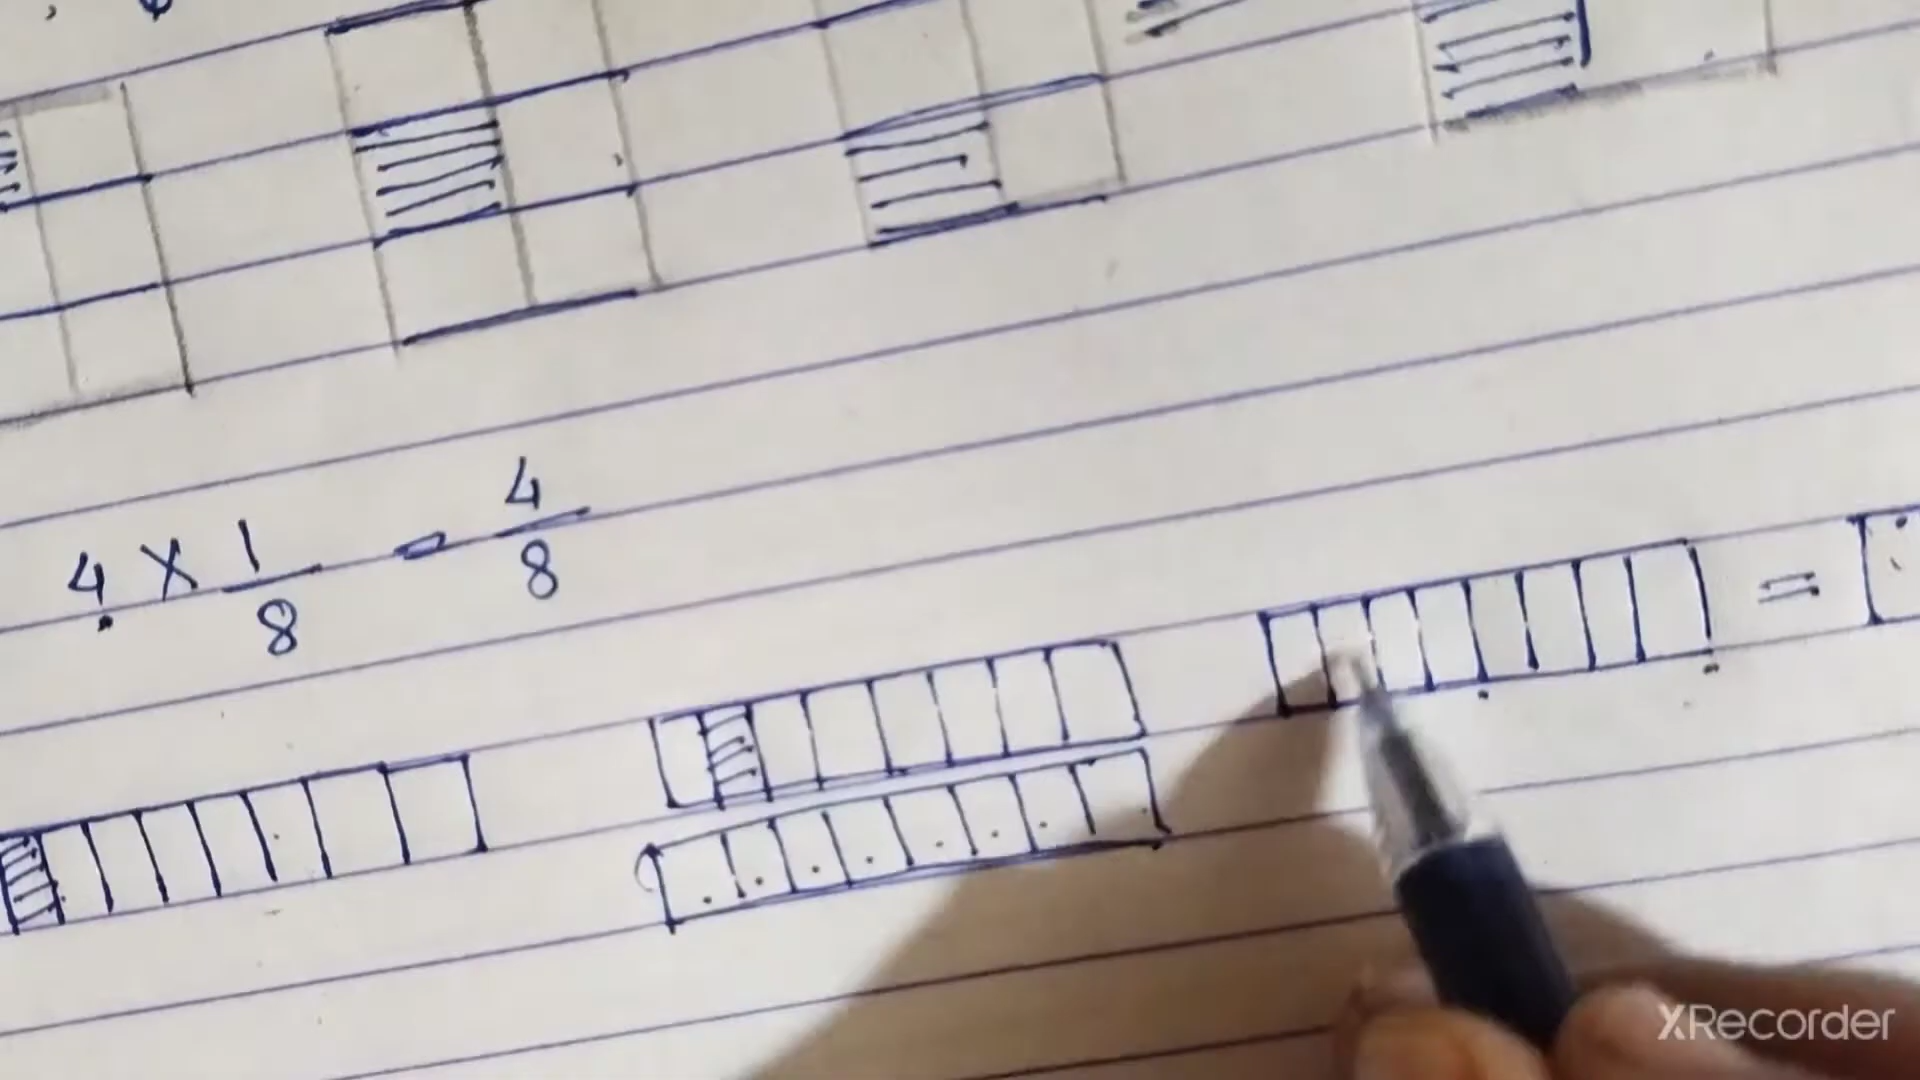 4 × 1/8 = 4/8
=
XRecorder